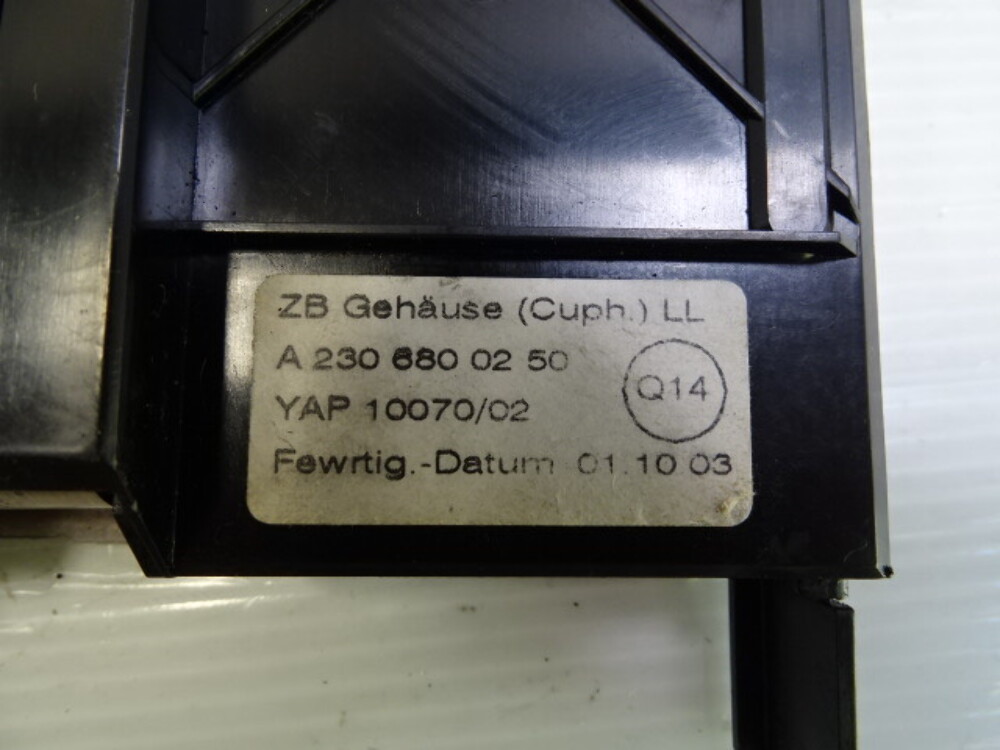 ZB Gehäuse (Cuph.) LL
A 230 680 02 50
YAP 10070/02
Q14
Fewrtig.-Datum 01.10 03